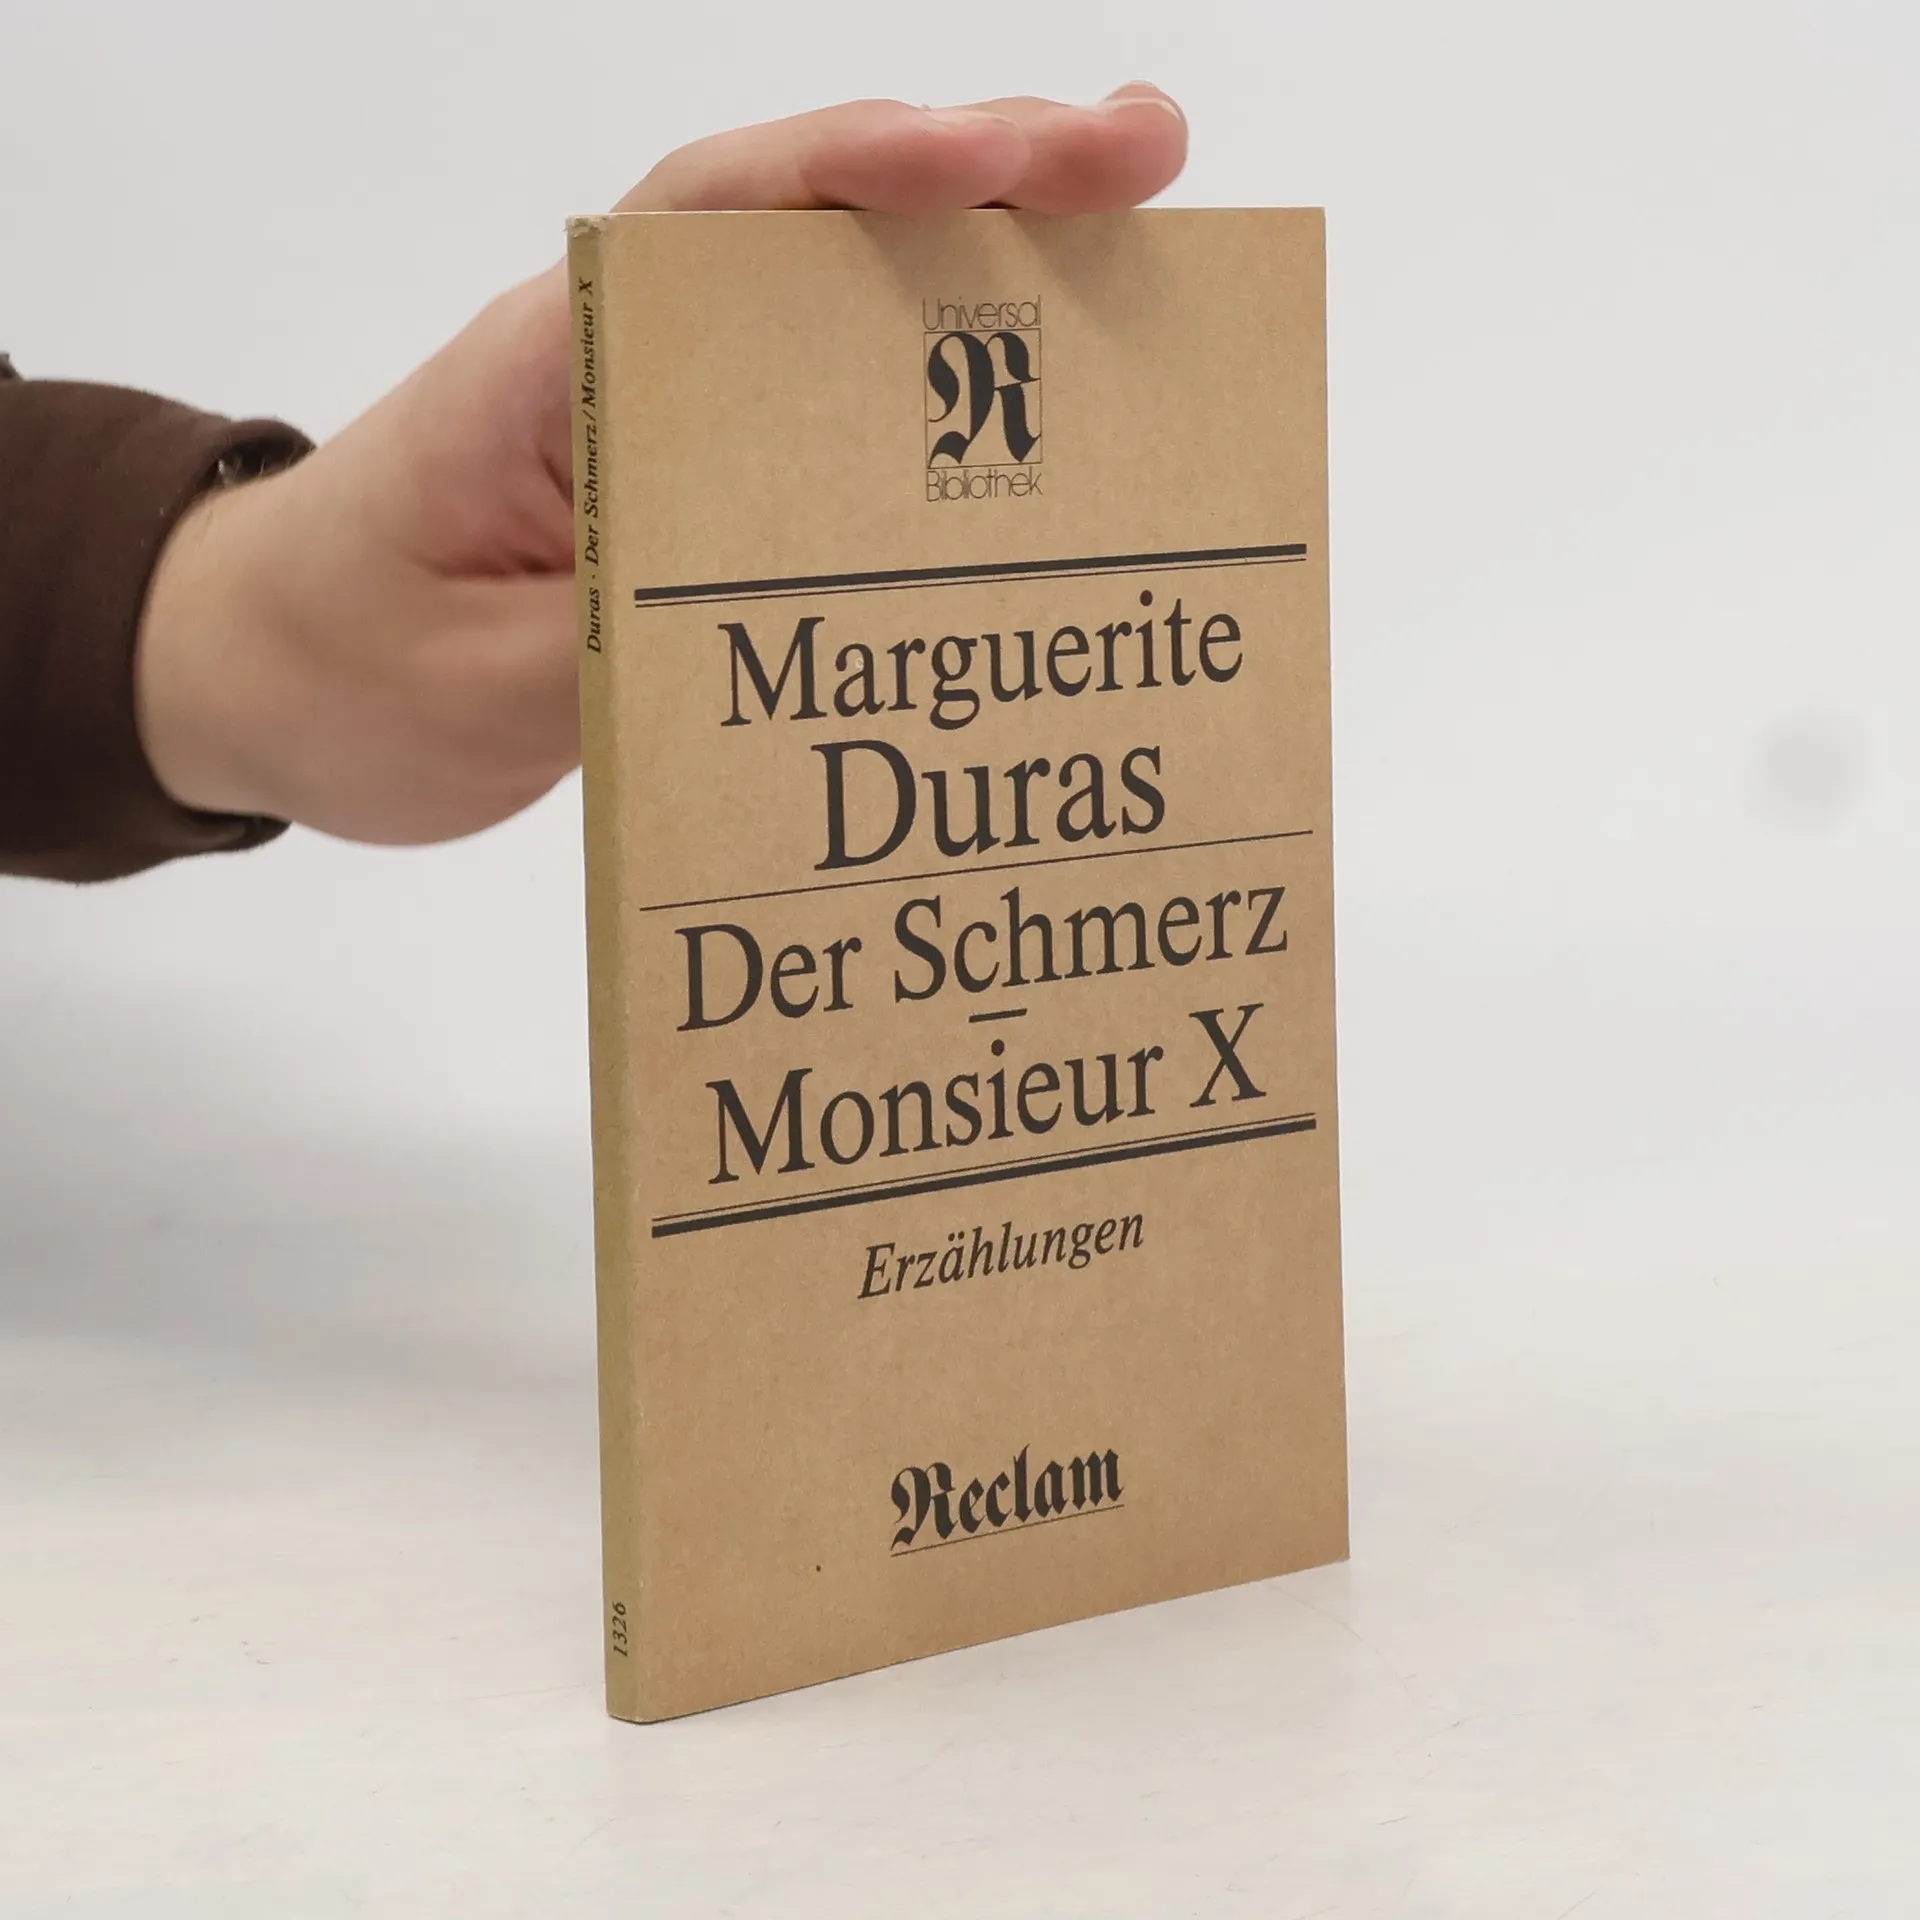 Universal
R
Bibliothek
Marguerite
Duras
Der Schmerz
–
Monsieur X
Erzählungen
Reclam
Duras · Der Schmerz/Monsieur X
1326